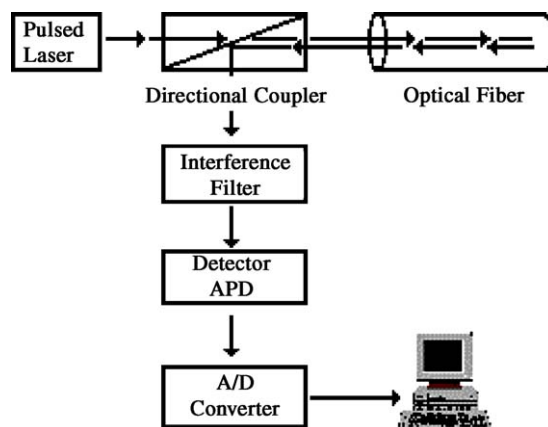 Pulsed
Laser
Directional Coupler
Optical Fiber
Interference
Filter
Detector
APD
A/D
Converter